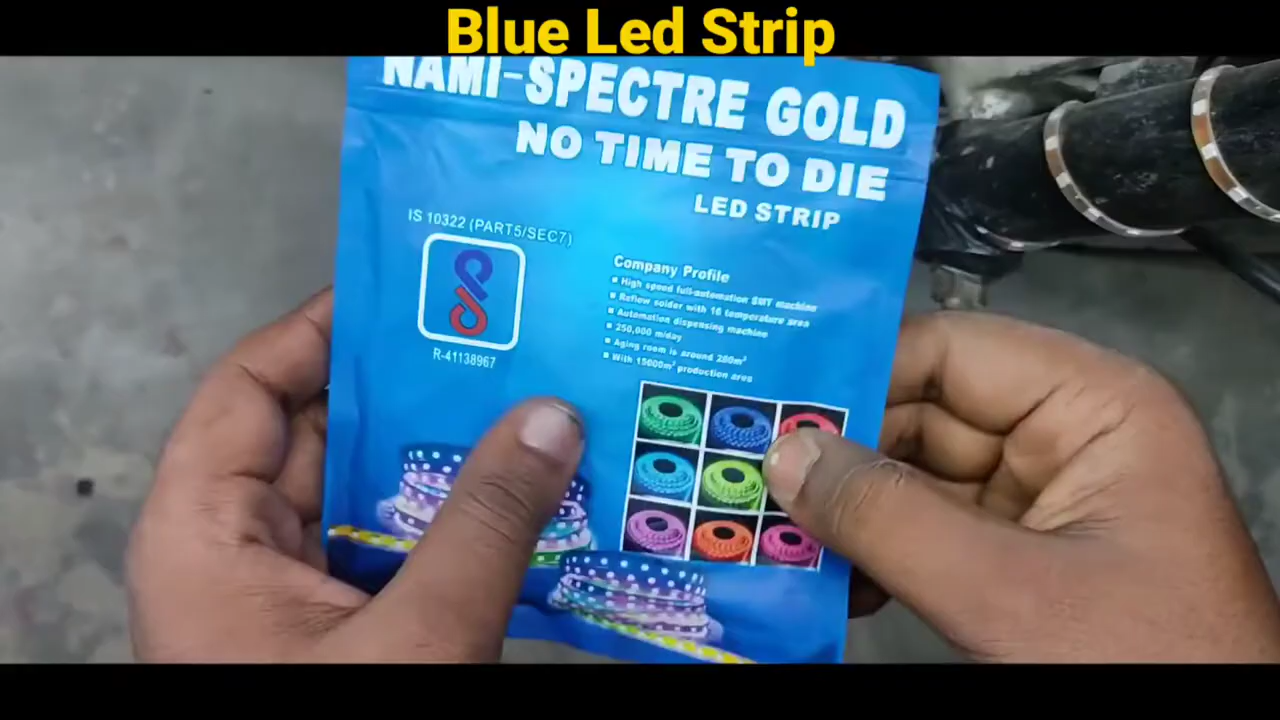 Blue Led Strip
NAMI-SPECTRE GOLD
NO TIME TO DIE
LED STRIP
IS 10322 (PART5/SEC7)
R-41138967
Company Profile
▪ High speed full-automation SMT machine
▪ Reflow solder with 16 temperature area
▪ Automation dispensing machine
▪ 250,000 m/day
▪ Aging room is around 280m²
▪ With 15000m² production area